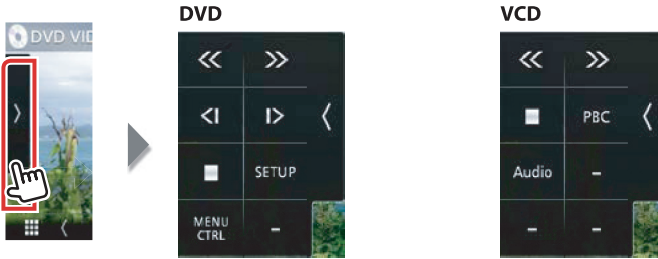 DVD
VCD
DVD VID
SETUP
MENU
CTRL
-
PBC
Audio
-
-
-